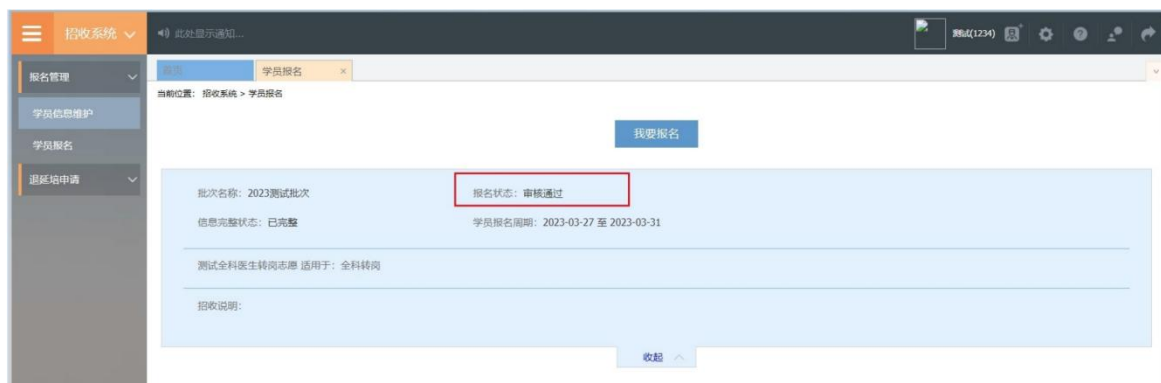 招收系统
此处显示通知...
测试(1234)
报名管理
首页
学员报名
×
当前位置： 招收系统 > 学员报名
学员信息维护
我要报名
学员报名
退延培申请
批次名称：2023测试批次
报名状态：审核通过
信息完整状态：已完整
学员报名周期：2023-03-27 至 2023-03-31
测试全科医生转岗志愿 适用于：全科转岗
招收说明：
收起